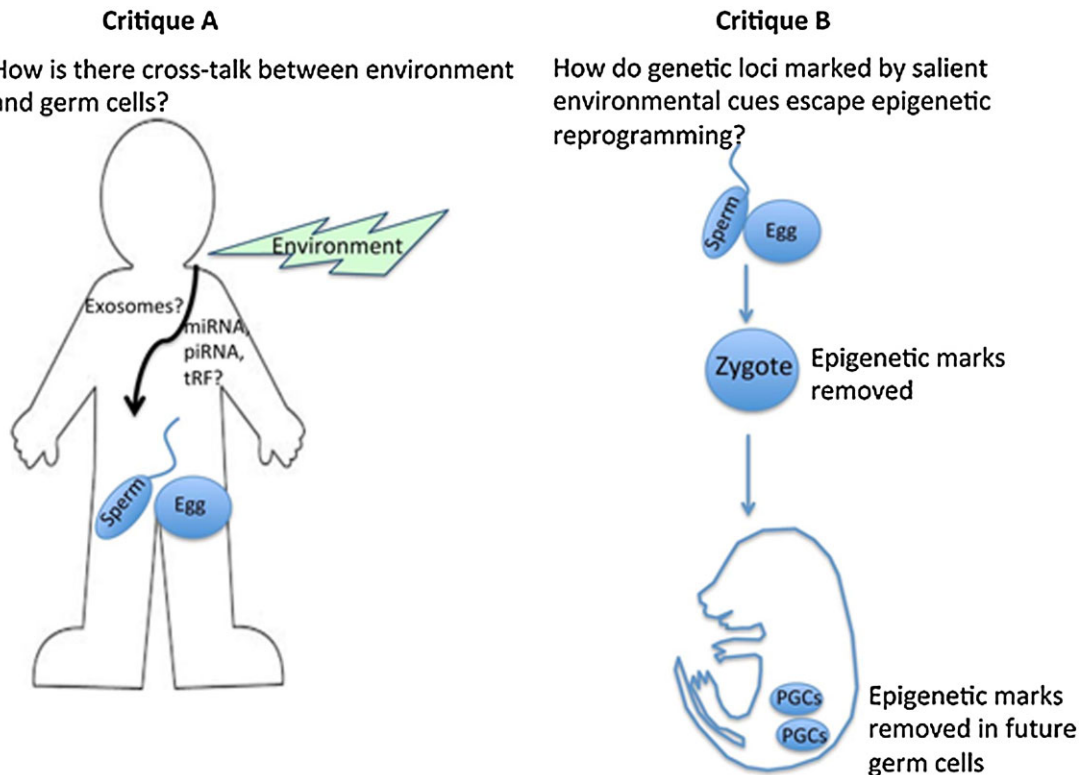 Critique A
How is there cross-talk between environment
and germ cells?
Environment
Exosomes?
miRNA,
piRNA,
tRF?
Sperm
Egg
Critique B
How do genetic loci marked by salient
environmental cues escape epigenetic
reprogramming?
Sperm
Egg
Zygote
Epigenetic marks
removed
PGCs
PGCs
Epigenetic marks
removed in future
germ cells